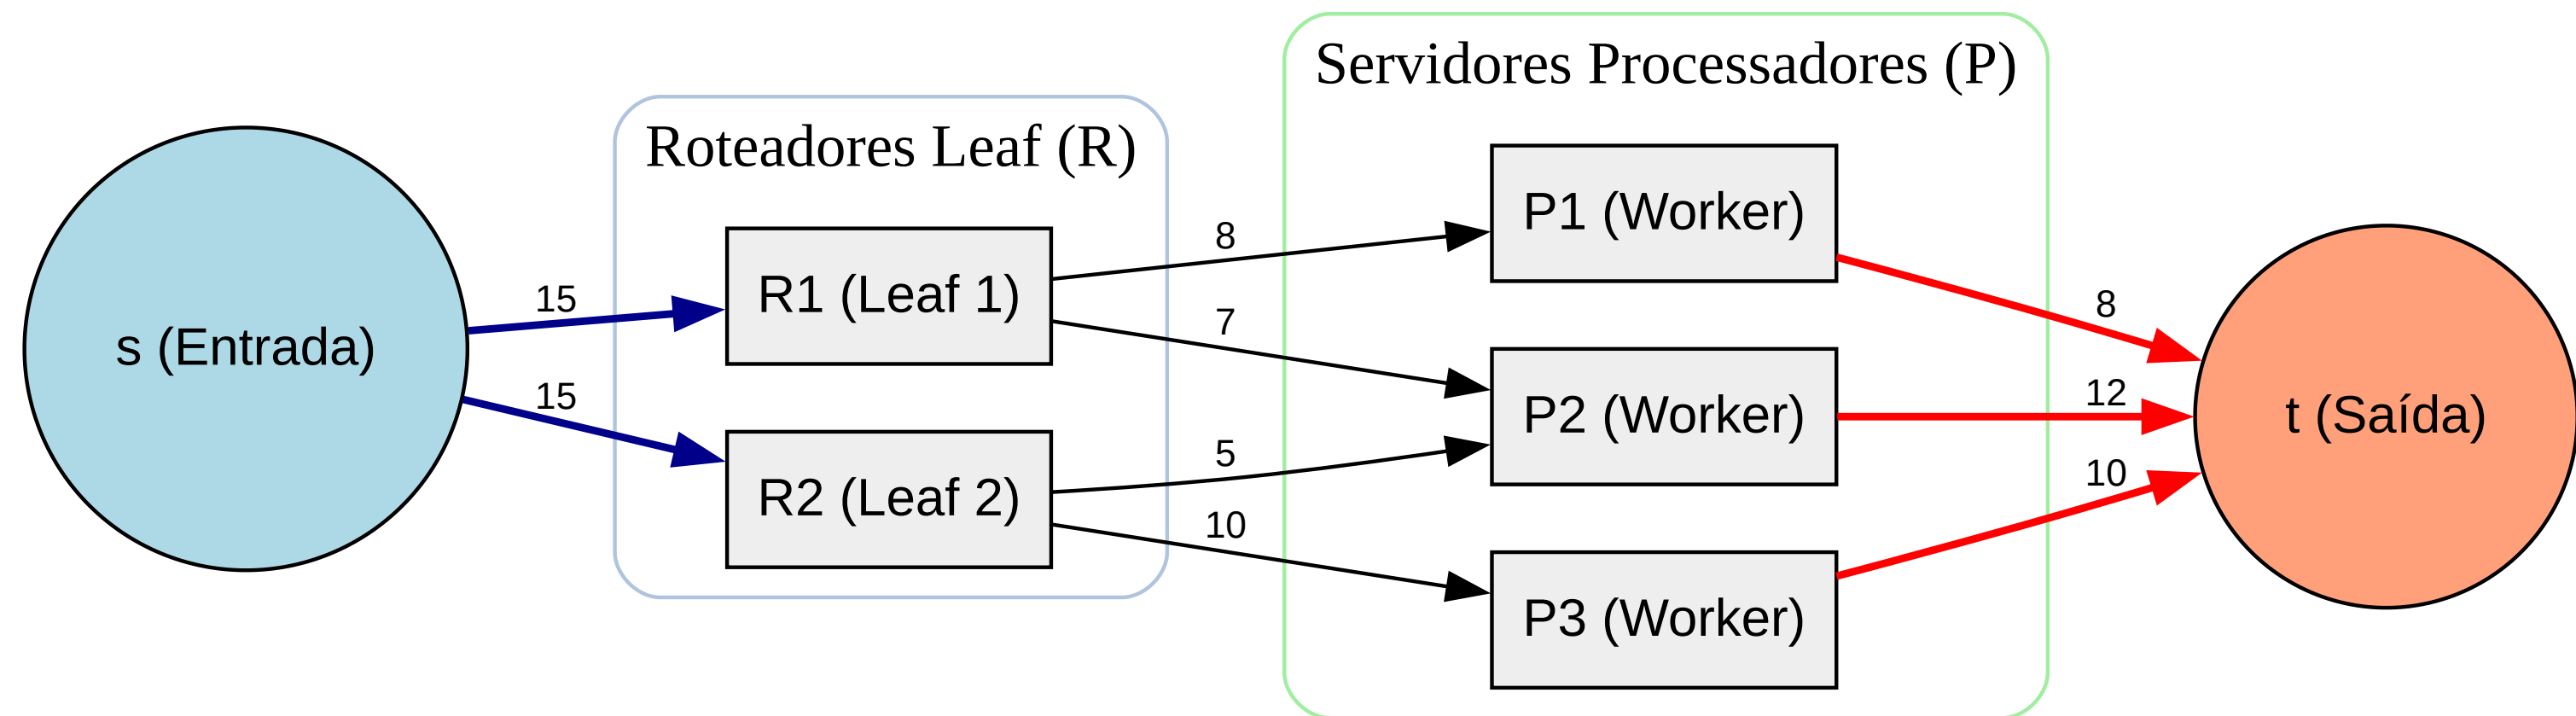 s (Entrada)
15
15
Roteadores Leaf (R)
R1 (Leaf 1)
R2 (Leaf 2)
8
7
5
10
Servidores Processadores (P)
P1 (Worker)
P2 (Worker)
P3 (Worker)
8
12
10
t (Saída)